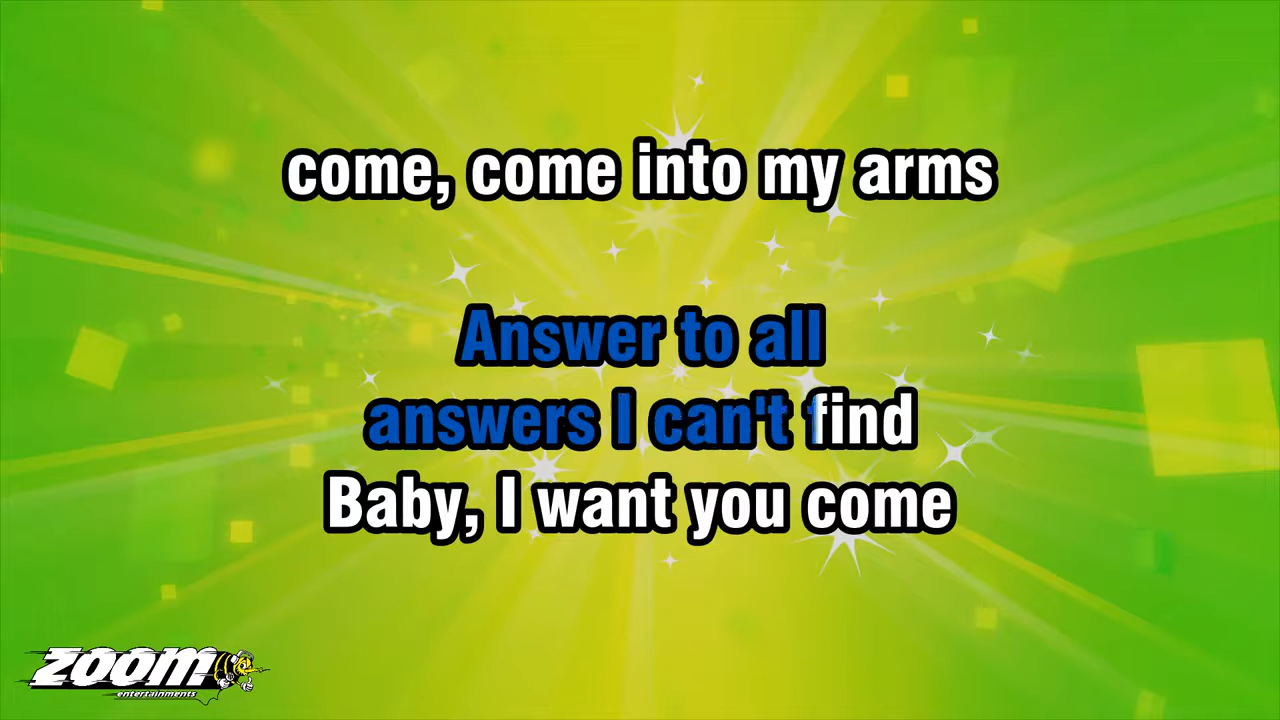 come, come into my arms
Answer to all
answers I can't find
Baby, I want you come
ZOOM
entertainments